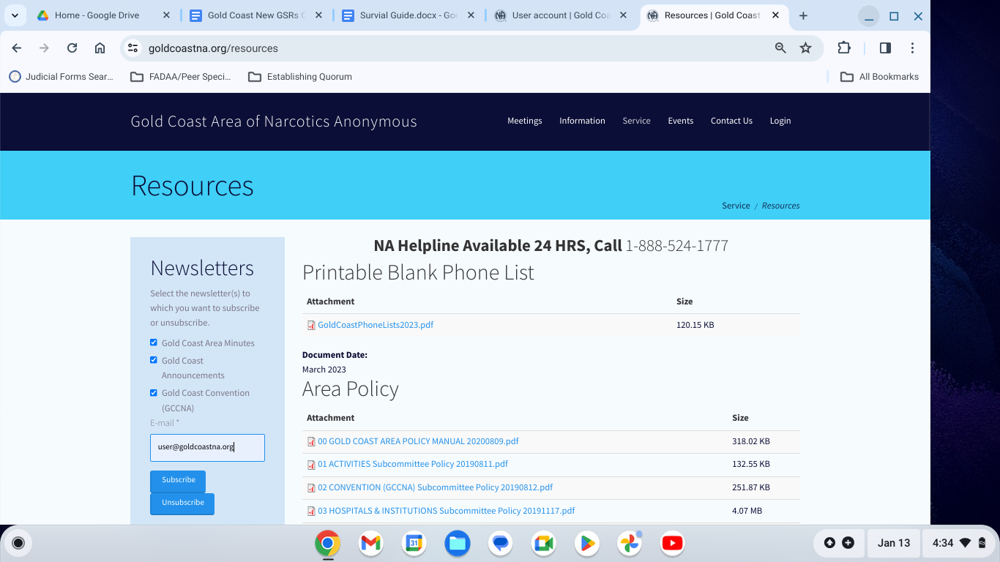 Home - Google Drive
Gold Coast New GSRs
Survial Guide.docx - Goo
User account | Gold Coa
Resources | Gold Coast
goldcoastna.org/resources
Judicial Forms Sear...
FADAA/Peer Speci...
Establishing Quorum
All Bookmarks
Gold Coast Area of Narcotics Anonymous
Meetings Information Service Events Contact Us Login
Resources
Service / Resources
Newsletters
Select the newsletter(s) to
which you want to subscribe
or unsubscribe.
Gold Coast Area Minutes
Gold Coast
Announcements
Gold Coast Convention
(GCCNA)
E-mail *
user@goldcoastna.org
Subscribe
Unsubscribe
NA Helpline Available 24 HRS, Call 1-888-524-1777
Printable Blank Phone List
Attachment Size
GoldCoastPhoneLists2023.pdf 120.15 KB
Document Date:
March 2023
Area Policy
Attachment Size
00 GOLD COAST AREA POLICY MANUAL 20200809.pdf 318.02 KB
01 ACTIVITIES Subcommittee Policy 20190811.pdf 132.55 KB
02 CONVENTION (GCCNA) Subcommittee Policy 20190812.pdf 251.87 KB
03 HOSPITALS & INSTITUTIONS Subcommittee Policy 20191117.pdf 4.07 MB
31
Jan 13
4:34